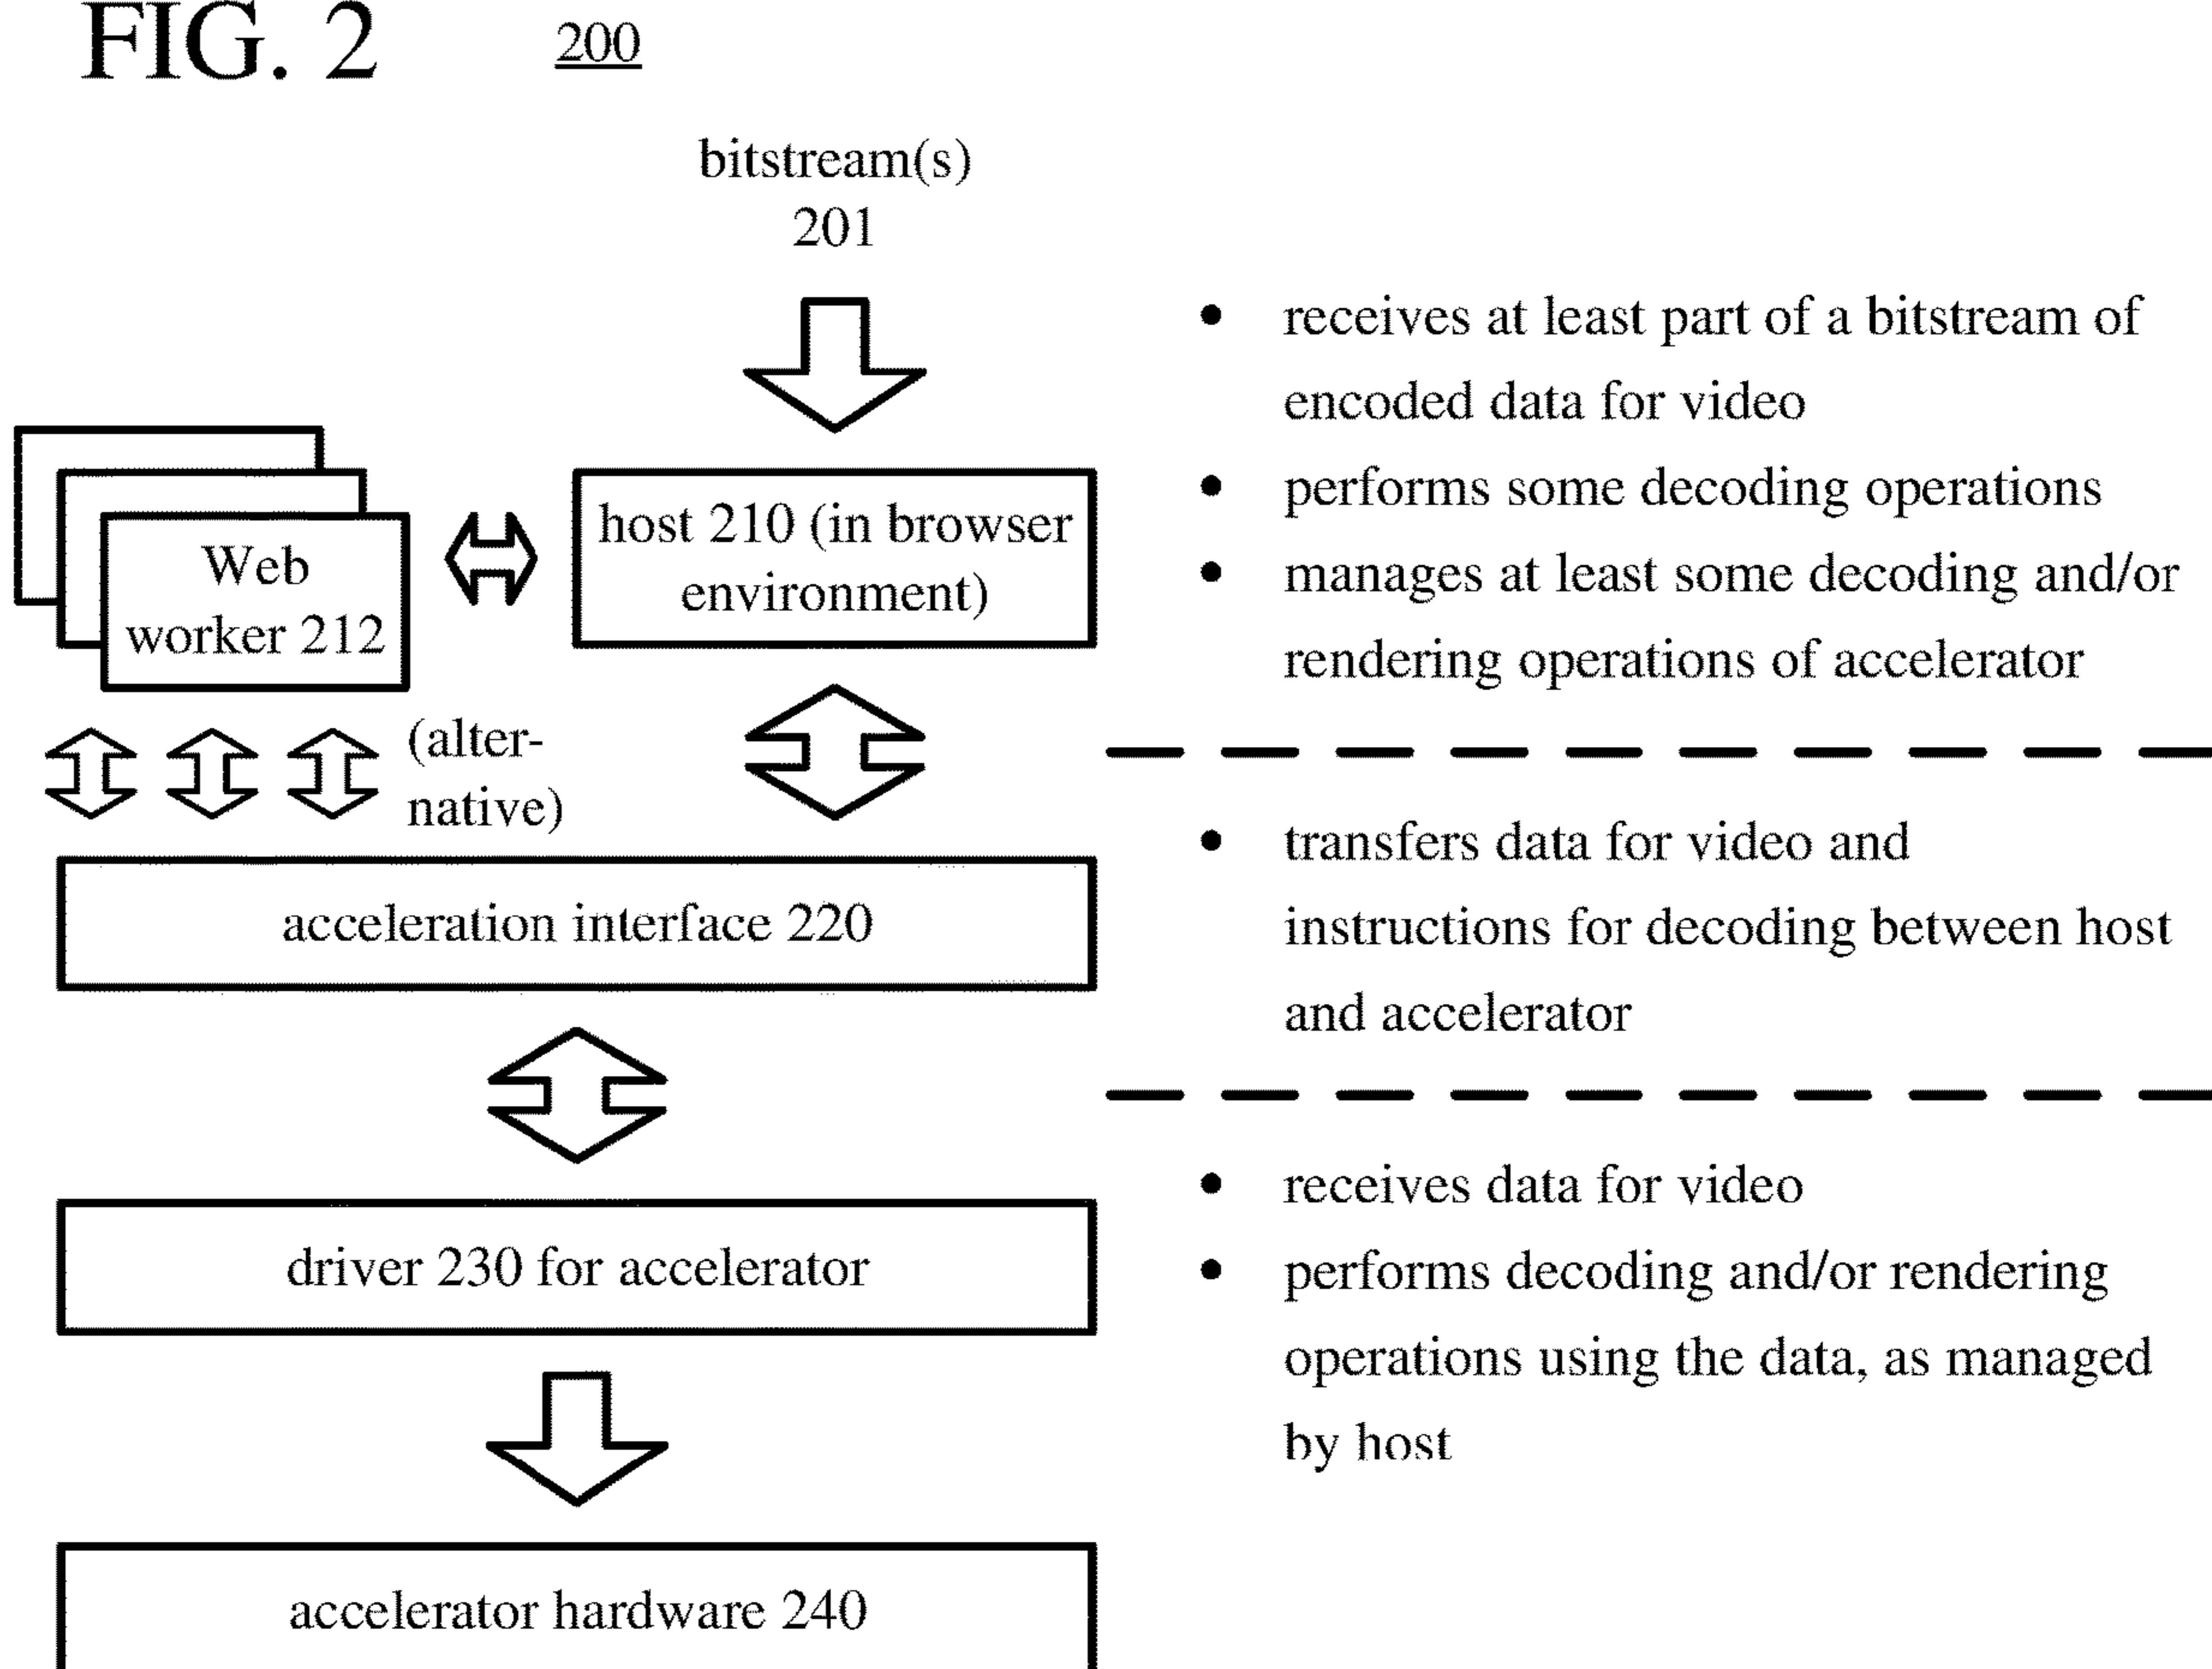 FIG. 2
200
bitstream(s)
201
Web
worker 212
host 210 (in browser
environment)
(alter-
native)
acceleration interface 220
driver 230 for accelerator
accelerator hardware 240
• receives at least part of a bitstream of
encoded data for video
• performs some decoding operations
• manages at least some decoding and/or
rendering operations of accelerator
• transfers data for video and
instructions for decoding between host
and accelerator
• receives data for video
• performs decoding and/or rendering
operations using the data, as managed
by host